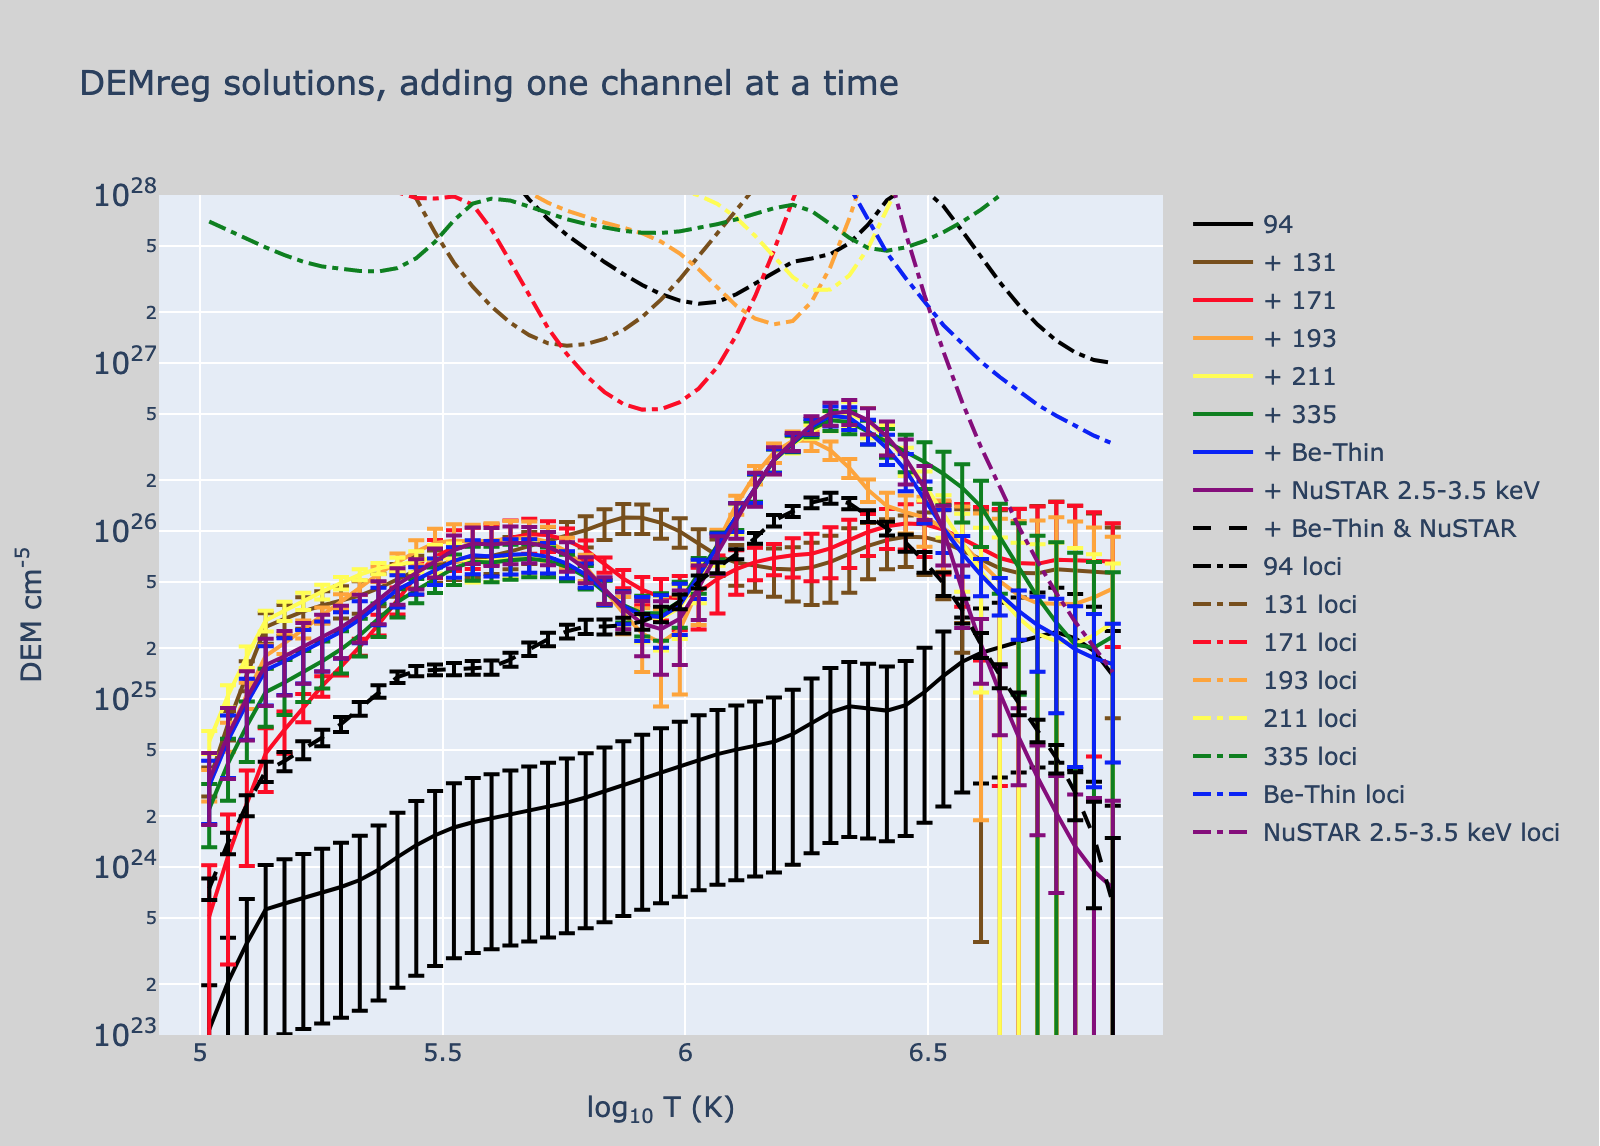 DEMreg solutions, adding one channel at a time
DEM cm-5
10^28
5
2
10^27
5
2
10^26
5
2
10^25
5
2
10^24
5
2
10^23
5
5.5
6
6.5
log10 T (K)
94
+ 131
+ 171
+ 193
+ 211
+ 335
+ Be-Thin
+ NuSTAR 2.5-3.5 keV
+ Be-Thin & NuSTAR
94 loci
131 loci
171 loci
193 loci
211 loci
335 loci
Be-Thin loci
NuSTAR 2.5-3.5 keV loci